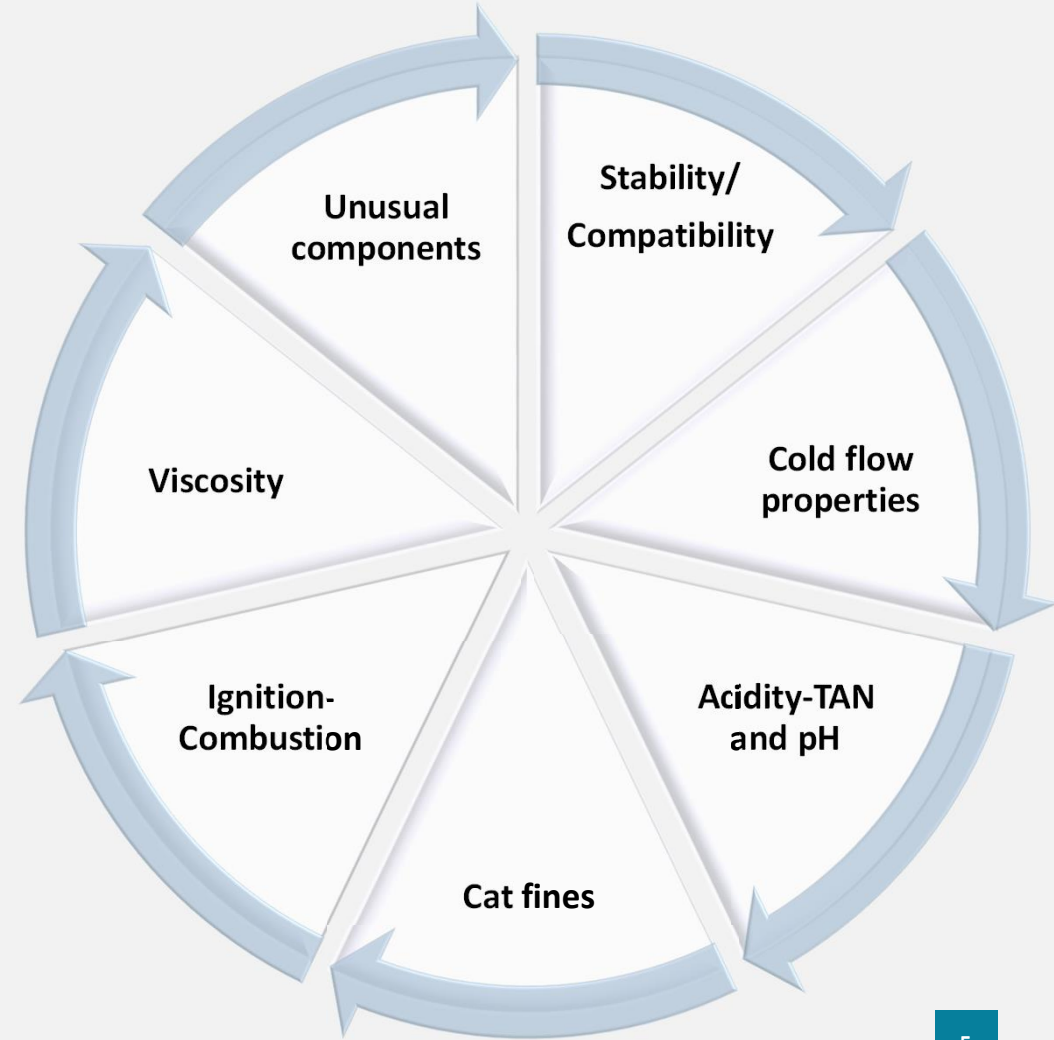 Stability/
Compatibility
Cold flow
properties
Acidity-TAN
and pH
Cat fines
Ignition-
Combustion
Viscosity
Unusual
components